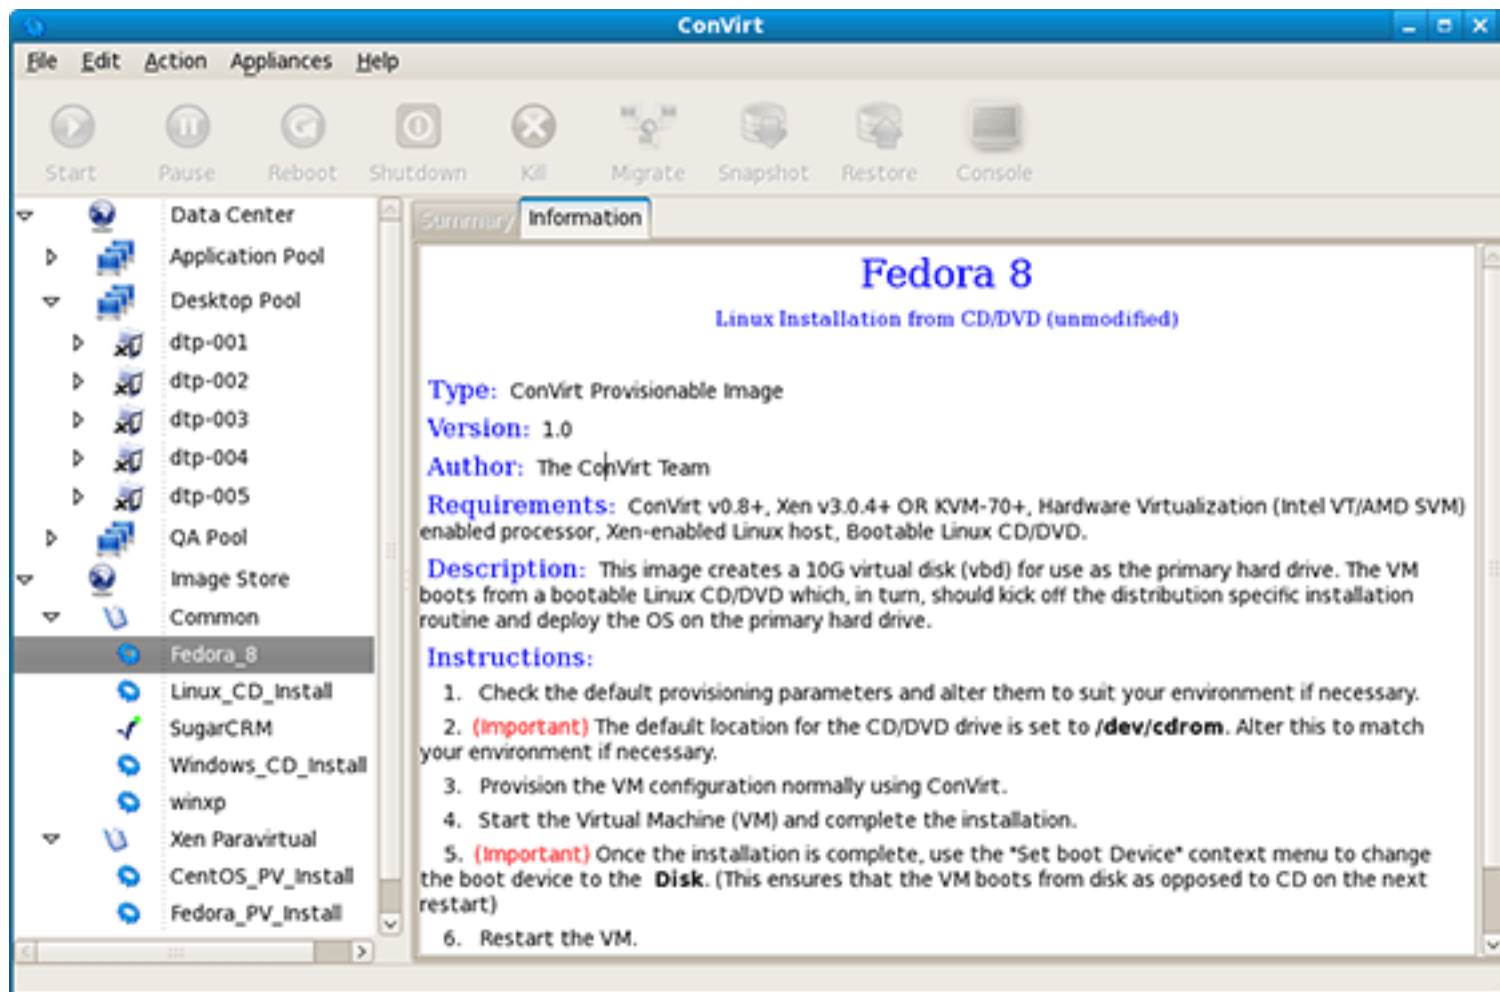 ConVirt
File Edit Action Appliances Help
Start Pause Reboot Shutdown Kill Migrate Snapshot Restore Console
Data Center
Application Pool
Desktop Pool
dtp-001
dtp-002
dtp-003
dtp-004
dtp-005
QA Pool
Image Store
Common
Fedora_8
Linux_CD_Install
SugarCRM
Windows_CD_Install
winxp
Xen Paravirtual
CentOS_PV_Install
Fedora_PV_Install
Summary Information
Fedora 8
Linux Installation from CD/DVD (unmodified)
Type: ConVirt Provisionable Image
Version: 1.0
Author: The ConVirt Team
Requirements: ConVirt v0.8+, Xen v3.0.4+ OR KVM-70+, Hardware Virtualization (Intel VT/AMD SVM)
enabled processor, Xen-enabled Linux host, Bootable Linux CD/DVD.
Description: This image creates a 10G virtual disk (vbd) for use as the primary hard drive. The VM
boots from a bootable Linux CD/DVD which, in turn, should kick off the distribution specific installation
routine and deploy the OS on the primary hard drive.
Instructions:
1. Check the default provisioning parameters and alter them to suit your environment if necessary.
2. (Important) The default location for the CD/DVD drive is set to /dev/cdrom. Alter this to match
your environment if necessary.
3. Provision the VM configuration normally using ConVirt.
4. Start the Virtual Machine (VM) and complete the installation.
5. (Important) Once the installation is complete, use the "Set boot Device" context menu to change
the boot device to the Disk. (This ensures that the VM boots from disk as opposed to CD on the next
restart)
6. Restart the VM.